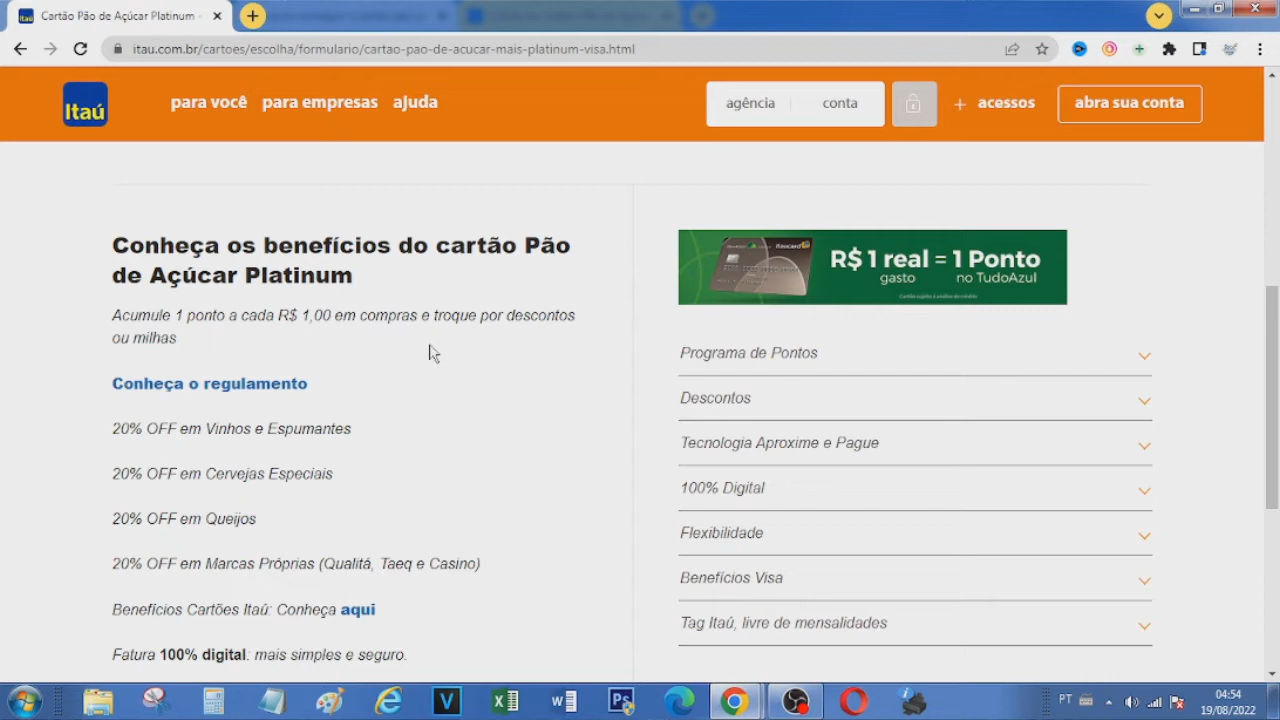 Cartão Pão de Açúcar Platinum -
itau.com.br/cartoes/escolha/formulario/cartao-pao-de-acucar-mais-platinum-visa.html
Itaú
para você
para empresas
ajuda
agência
conta
+ acessos
abra sua conta
Conheça os benefícios do cartão Pão
de Açúcar Platinum
Acumule 1 ponto a cada R$ 1,00 em compras e troque por descontos
ou milhas
Conheça o regulamento
20% OFF em Vinhos e Espumantes
20% OFF em Cervejas Especiais
20% OFF em Queijos
20% OFF em Marcas Próprias (Qualitá, Taeq e Casino)
Benefícios Cartões Itaú: Conheça aqui
Fatura 100% digital: mais simples e seguro.
R$ 1 real = 1 Ponto
gasto no TudoAzul
Cartão sujeito à análise de crédito
Programa de Pontos
Descontos
Tecnologia Aproxime e Pague
100% Digital
Flexibilidade
Benefícios Visa
Tag Itaú, livre de mensalidades
PT
04:54
19/08/2022